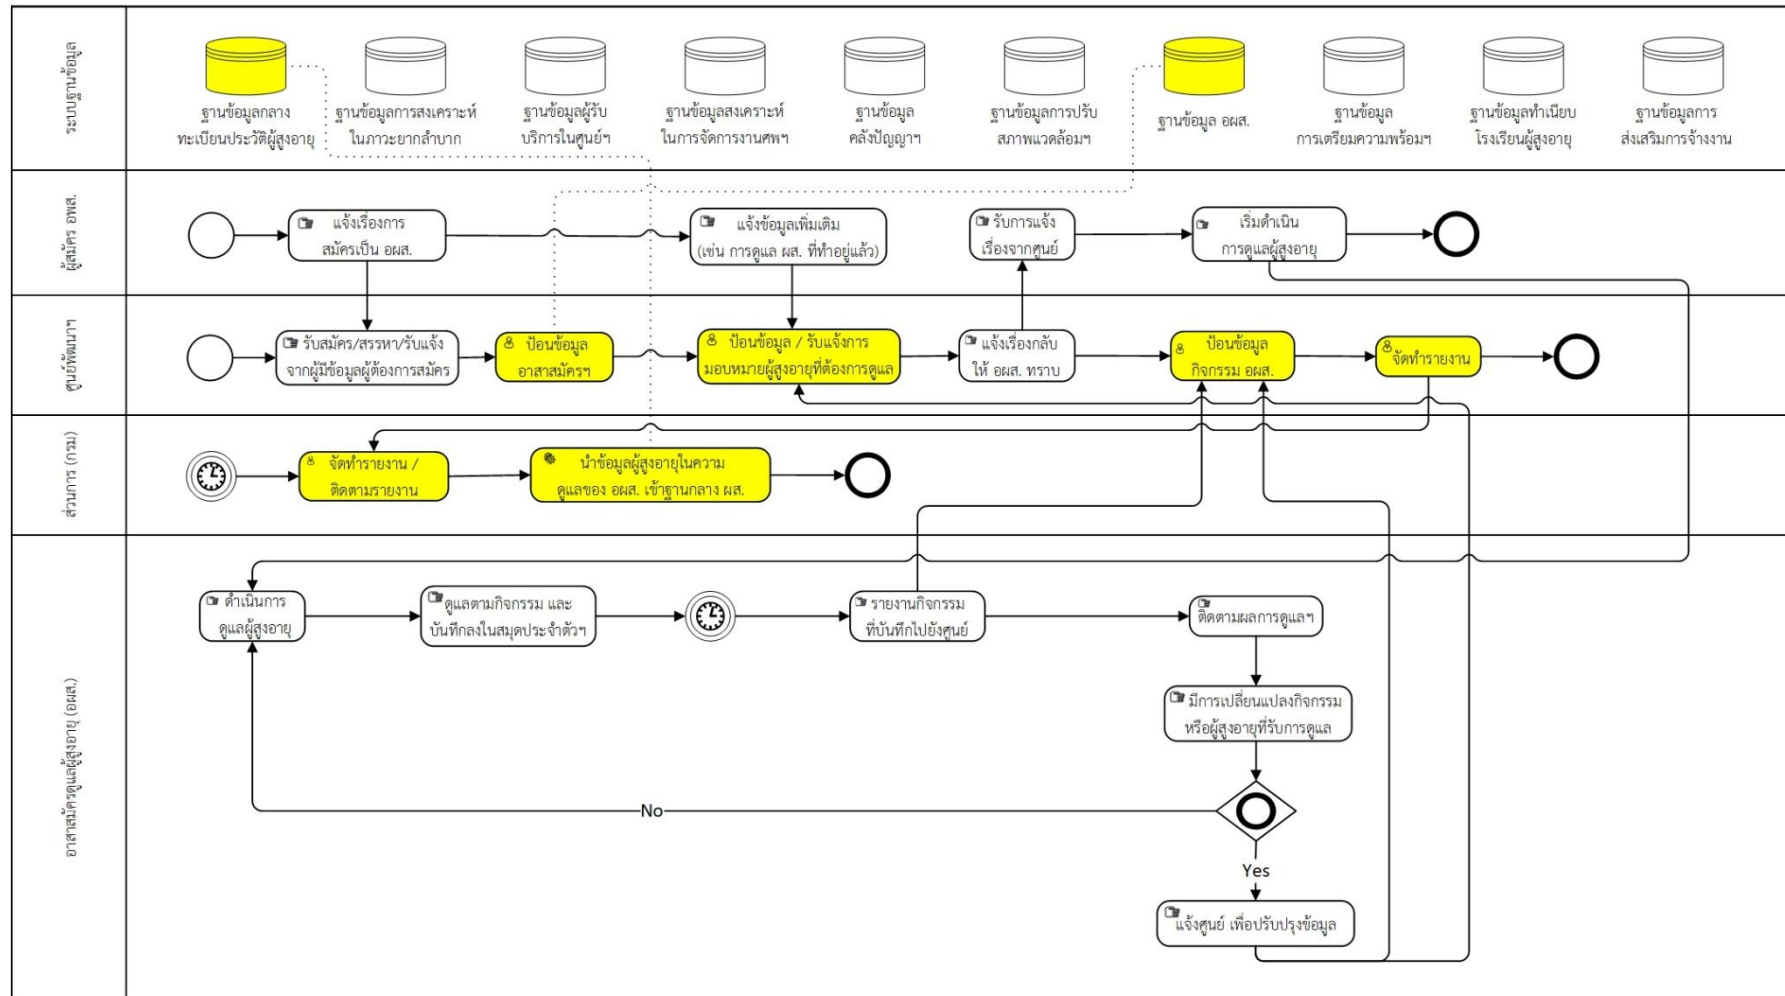 ระบบฐานข้อมูล
ฐานข้อมูลกลาง
ทะเบียนประวัติผู้สูงอายุ
ฐานข้อมูลการสงเคราะห์
ในภาวะยากลำบาก
ฐานข้อมูลผู้รับ
บริการในศูนย์ฯ
ฐานข้อมูลสงเคราะห์
ในการจัดการงานศพฯ
ฐานข้อมูล
คลังปัญญาฯ
ฐานข้อมูลการปรับ
สภาพแวดล้อมฯ
ฐานข้อมูล อผส.
ฐานข้อมูล
การเตรียมความพร้อมฯ
ฐานข้อมูลทำเนียบ
โรงเรียนผู้สูงอายุ
ฐานข้อมูลการ
ส่งเสริมการจ้างงาน
ผู้สมัคร อพส.
แจ้งเรื่องการ
สมัครเป็น อผส.
แจ้งข้อมูลเพิ่มเติม
(เช่น การดูแล ผส. ที่ทำอยู่แล้ว)
รับการแจ้ง
เรื่องจากศูนย์
เริ่มดำเนิน
การดูแลผู้สูงอายุ
ศูนย์พัฒนาฯ
รับสมัคร/สรรหา/รับแจ้ง
จากผู้มีข้อมูลผู้ต้องการสมัคร
ป้อนข้อมูล
อาสาสมัครฯ
ป้อนข้อมูล / รับแจ้งการ
มอบหมายผู้สูงอายุที่ต้องการดูแล
แจ้งเรื่องกลับ
ให้ อผส. ทราบ
ป้อนข้อมูล
กิจกรรม อผส.
จัดทำรายงาน
ส่วนการ (กรม)
จัดทำรายงาน /
ติดตามรายงาน
นำข้อมูลผู้สูงอายุในความ
ดูแลของ อผส. เข้าฐานกลาง ผส.
อาสาสมัครดูแลผู้สูงอายุ (อผส.)
ดำเนินการ
ดูแลผู้สูงอายุ
ดูแลตามกิจกรรม และ
บันทึกลงในสมุดประจำตัวฯ
รายงานกิจกรรม
ที่บันทึกไปยังศูนย์
ติดตามผลการดูแลฯ
มีการเปลี่ยนแปลงกิจกรรม
หรือผู้สูงอายุที่รับการดูแล
No
Yes
แจ้งศูนย์ เพื่อปรับปรุงข้อมูล